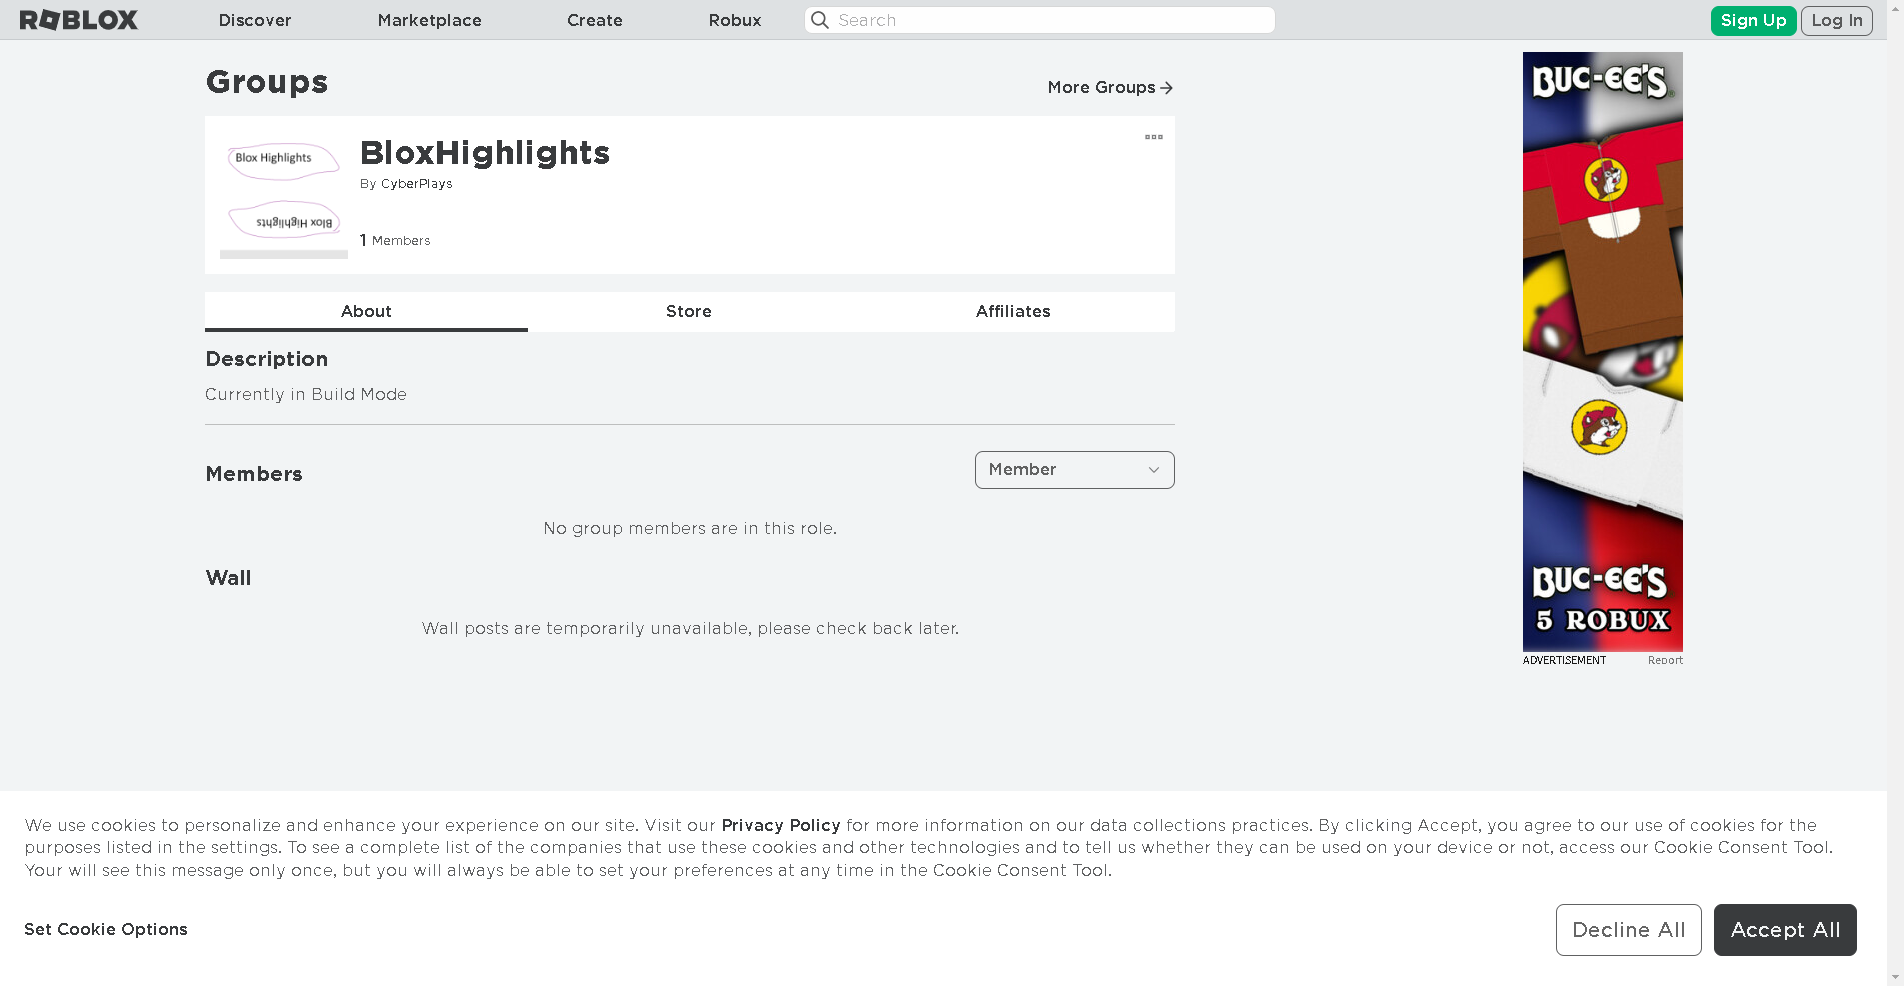 ROBLOX
Discover
Marketplace
Create
Robux
Search
Sign Up
Log In
Groups
More Groups
Blox Highlights
Blox Highlights
BloxHighlights
By CyberPlays
1 Members
About
Store
Affiliates
Description
Currently in Build Mode
Members
Member
No group members are in this role.
Wall
Wall posts are temporarily unavailable, please check back later.
BUC-EE'S
BUC-EE'S
5 ROBUX
ADVERTISEMENT
Report
We use cookies to personalize and enhance your experience on our site. Visit our Privacy Policy for more information on our data collections practices. By clicking Accept, you agree to our use of cookies for the
purposes listed in the settings. To see a complete list of the companies that use these cookies and other technologies and to tell us whether they can be used on your device or not, access our Cookie Consent Tool.
Your will see this message only once, but you will always be able to set your preferences at any time in the Cookie Consent Tool.
Set Cookie Options
Decline All
Accept All